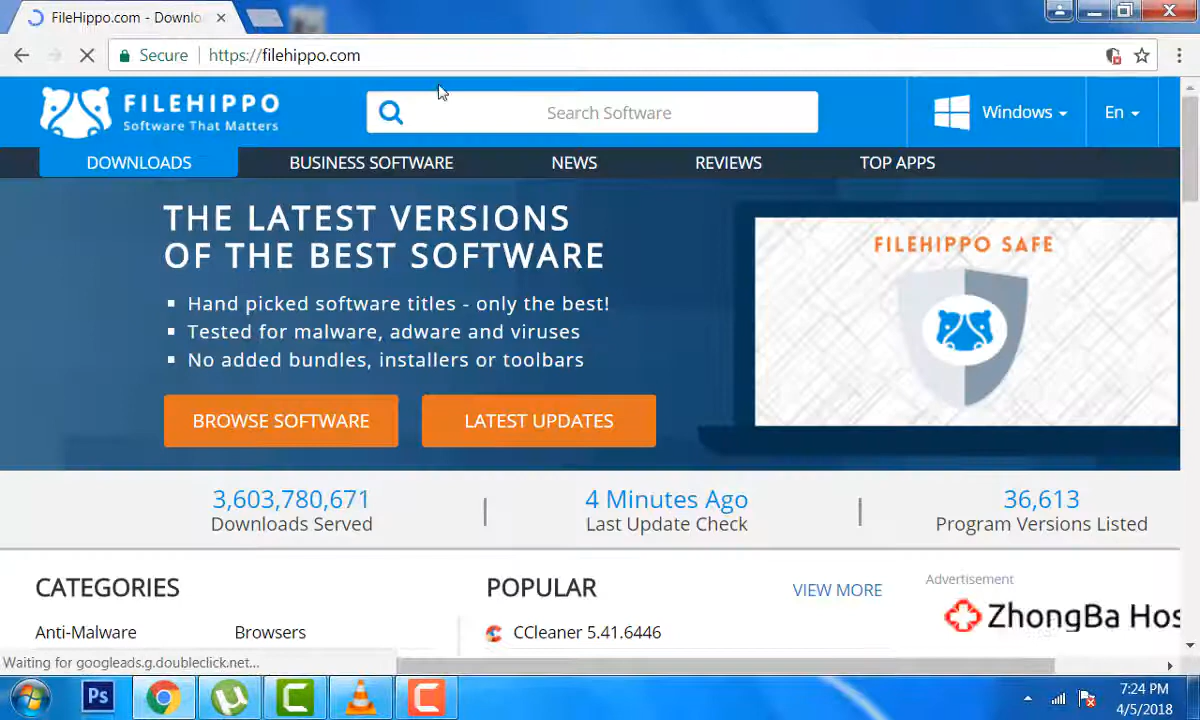 FileHippo.com - Downlo
Secure
https://filehippo.com
FILEHIPPO
Software That Matters
Search Software
Windows
En
DOWNLOADS
BUSINESS SOFTWARE
NEWS
REVIEWS
TOP APPS
THE LATEST VERSIONS
OF THE BEST SOFTWARE
Hand picked software titles - only the best!
Tested for malware, adware and viruses
No added bundles, installers or toolbars
BROWSE SOFTWARE
LATEST UPDATES
FILEHIPPO SAFE
3,603,780,671
Downloads Served
4 Minutes Ago
Last Update Check
36,613
Program Versions Listed
CATEGORIES
Anti-Malware
Browsers
POPULAR
VIEW MORE
CCleaner 5.41.6446
Advertisement
ZhongBa Hos
Waiting for googleads.g.doubleclick.net...
Ps
7:24 PM
4/5/2018